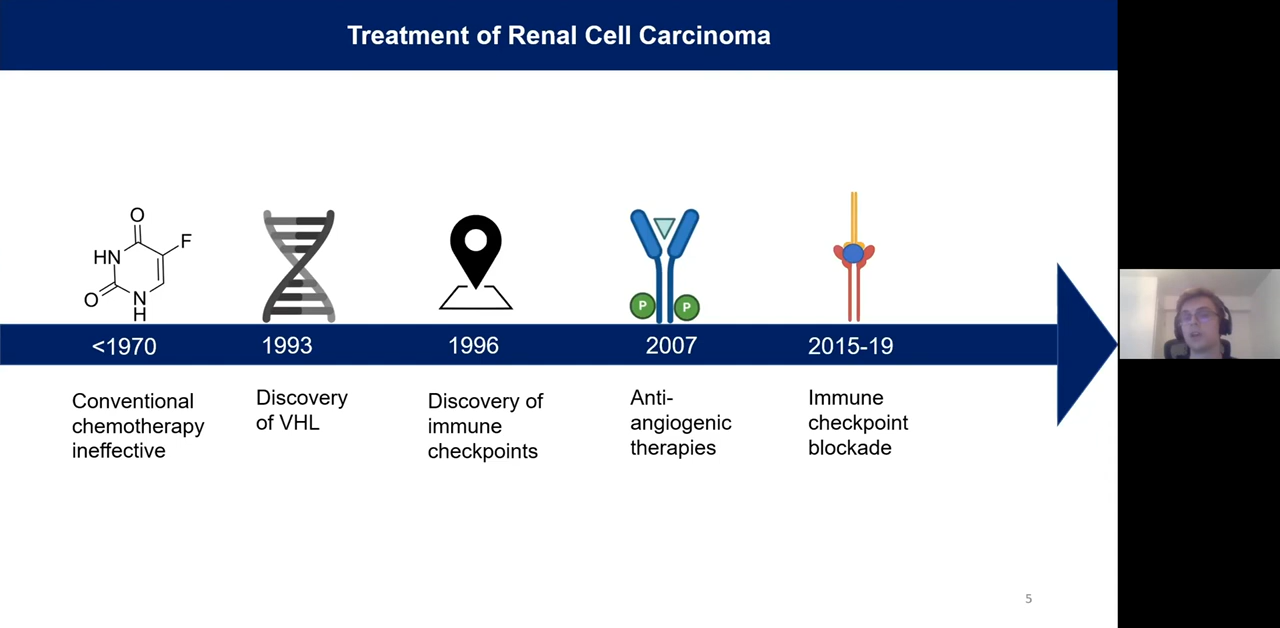 Treatment of Renal Cell Carcinoma
O
F
HN
O
N
H
P
P
<1970
1993
1996
2007
2015-19
Conventional
chemotherapy
ineffective
Discovery
of VHL
Discovery of
immune
checkpoints
Anti-
angiogenic
therapies
Immune
checkpoint
blockade
5